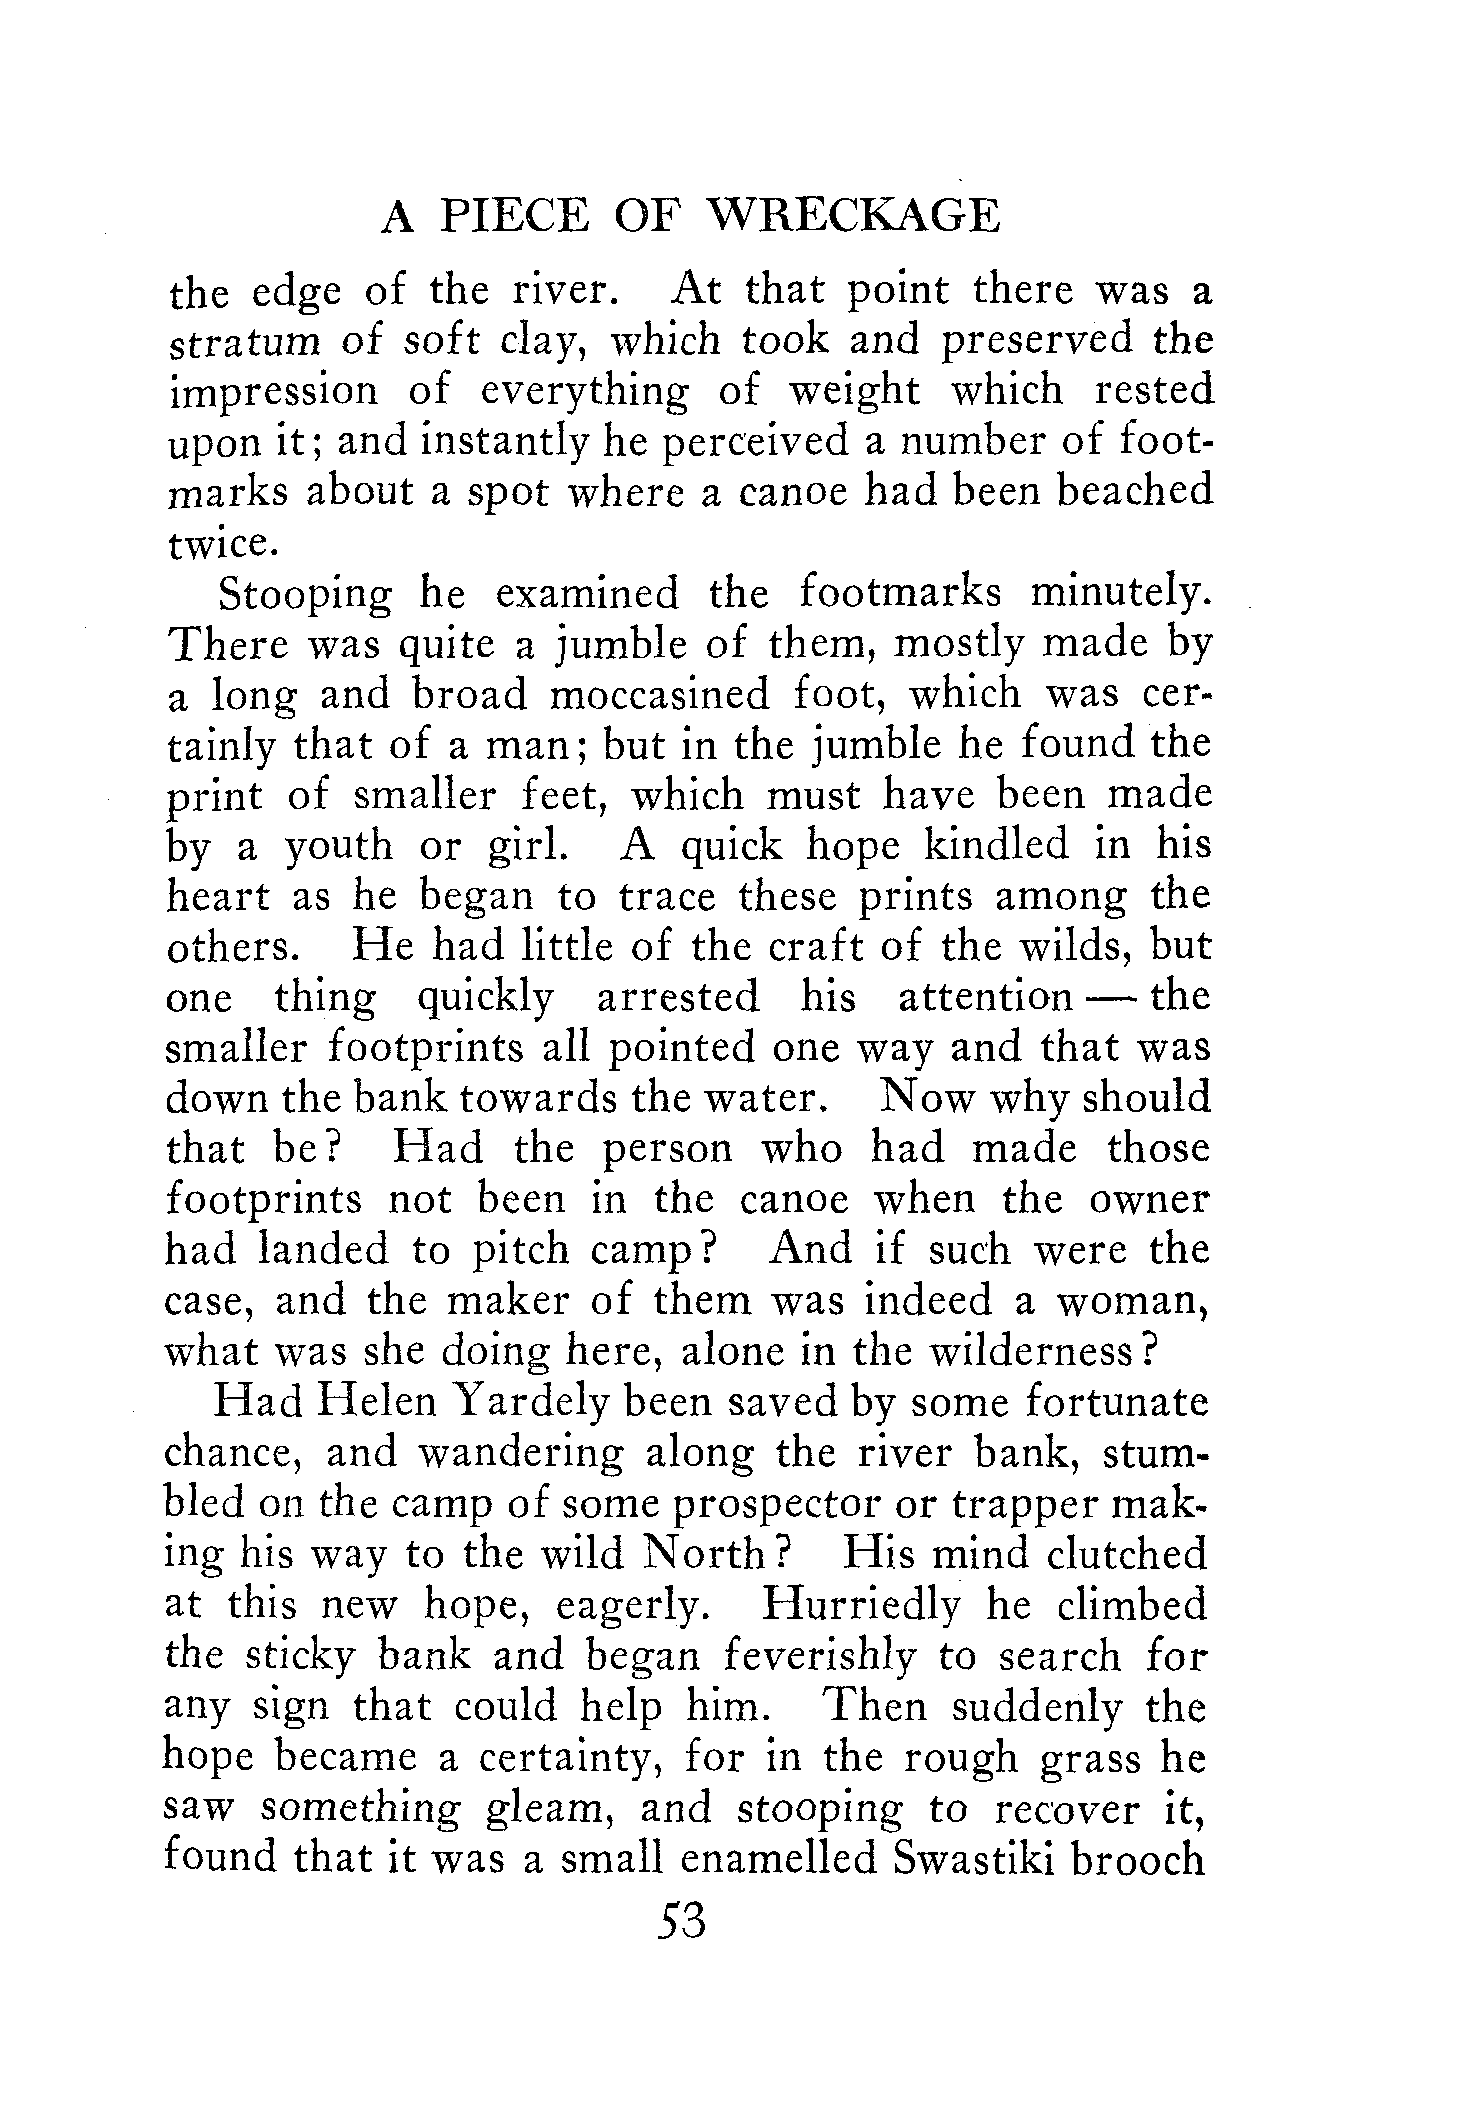 A PIECE OF WRECKAGE
the edge of the river. At that point there was a
stratum of soft clay, which took and preserved the
impression of everything of weight which rested
upon it; and instantly he perceived a number of foot-
marks about a spot where a canoe had been beached
twice.
Stooping he examined the footmarks minutely.
There was quite a jumble of them, mostly made by
a long and broad moccasined foot, which was cer-
tainly that of a man; but in the jumble he found the
print of smaller feet, which must have been made
by a youth or girl. A quick hope kindled in his
heart as he began to trace these prints among the
others. He had little of the craft of the wilds, but
one thing quickly arrested his attention — the
smaller footprints all pointed one way and that was
down the bank towards the water. Now why should
that be? Had the person who had made those
footprints not been in the canoe when the owner
had landed to pitch camp? And if such were the
case, and the maker of them was indeed a woman,
what was she doing here, alone in the wilderness?
Had Helen Yardely been saved by some fortunate
chance, and wandering along the river bank, stum-
bled on the camp of some prospector or trapper mak-
ing his way to the wild North? His mind clutched
at this new hope, eagerly. Hurriedly he climbed
the sticky bank and began feverishly to search for
any sign that could help him. Then suddenly the
hope became a certainty, for in the rough grass he
saw something gleam, and stooping to recover it,
found that it was a small enamelled Swastiki brooch
53